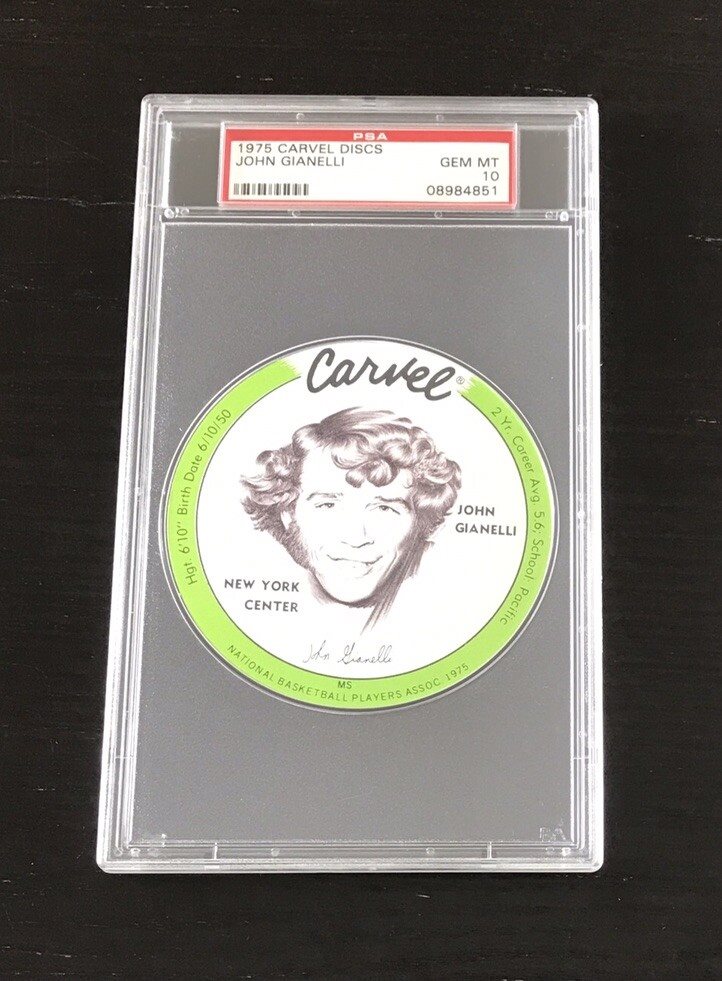 PSA
1975 CARVEL DISCS
JOHN GIANELLI
GEM MT
10
08984851
Carvel®
Hgt. 6'10" Birth Date 6/10/50
2 Yr. Career Avg. 5.6; School: Pacific
JOHN
GIANELLI
NEW YORK
CENTER
John Gianelli
MS
NATIONAL BASKETBALL PLAYERS ASSOC. 1975